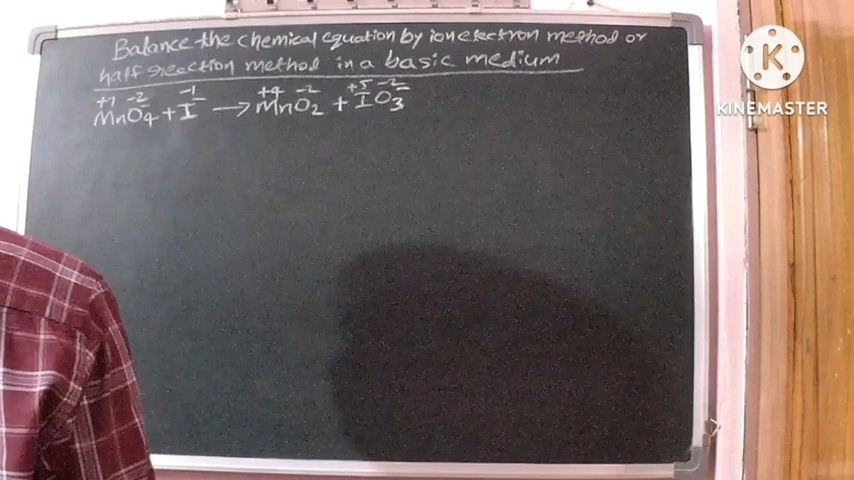 Balance the chemical equation by ion electron method or
half reaction method in a basic medium
+7 -2 -1 +4 -2 +5 -2
MnO4 + I⁻ → MnO2 + IO3⁻
KINEMASTER